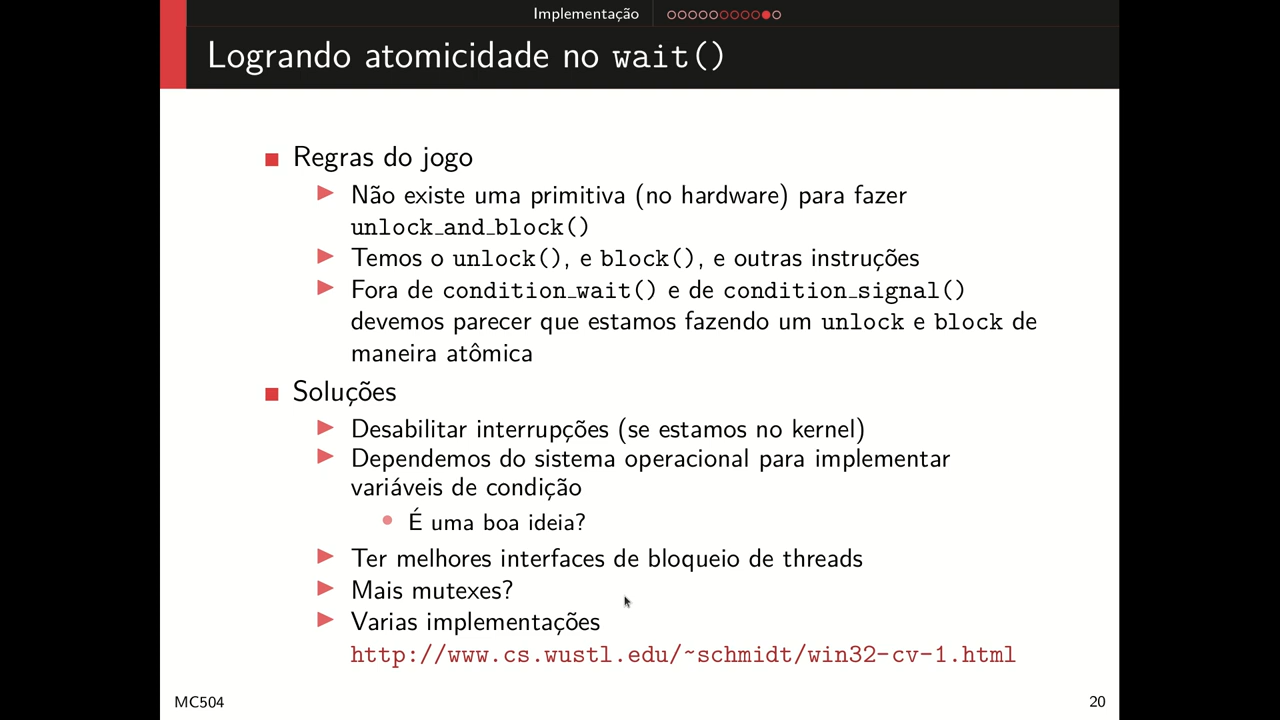 Implementação
Logrando atomicidade no wait()
Regras do jogo
Não existe uma primitiva (no hardware) para fazer
unlock_and_block()
Temos o unlock(), e block(), e outras instruções
Fora de condition_wait() e de condition_signal()
devemos parecer que estamos fazendo um unlock e block de
maneira atômica
Soluções
Desabilitar interrupções (se estamos no kernel)
Dependemos do sistema operacional para implementar
variáveis de condição
É uma boa ideia?
Ter melhores interfaces de bloqueio de threads
Mais mutexes?
Varias implementações
http://www.cs.wustl.edu/~schmidt/win32-cv-1.html
MC504
20